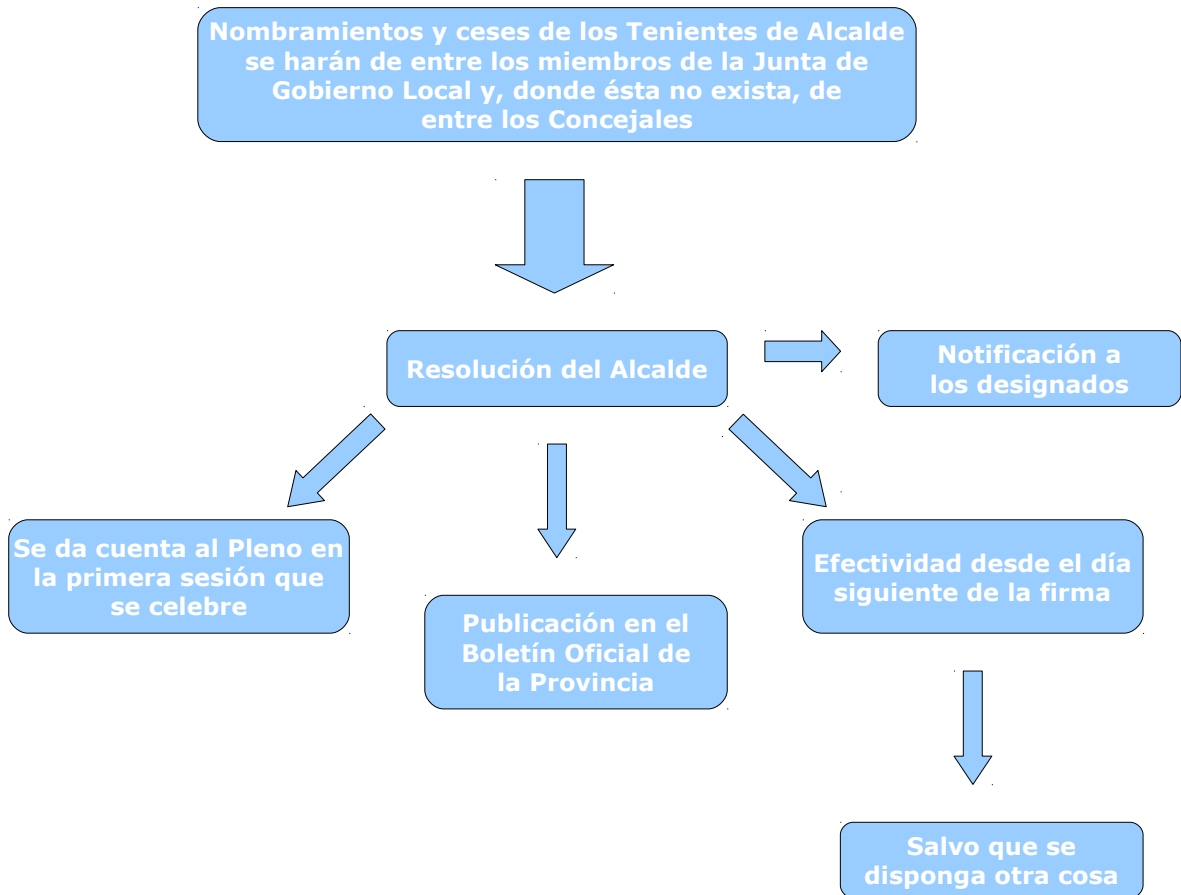 Nombramientos y ceses de los Tenientes de Alcalde
se harán de entre los miembros de la Junta de
Gobierno Local y, donde ésta no exista, de
entre los Concejales
Resolución del Alcalde
Notificación a
los designados
Se da cuenta al Pleno en
la primera sesión que
se celebre
Publicación en el
Boletín Oficial de
la Provincia
Efectividad desde el día
siguiente de la firma
Salvo que se
disponga otra cosa